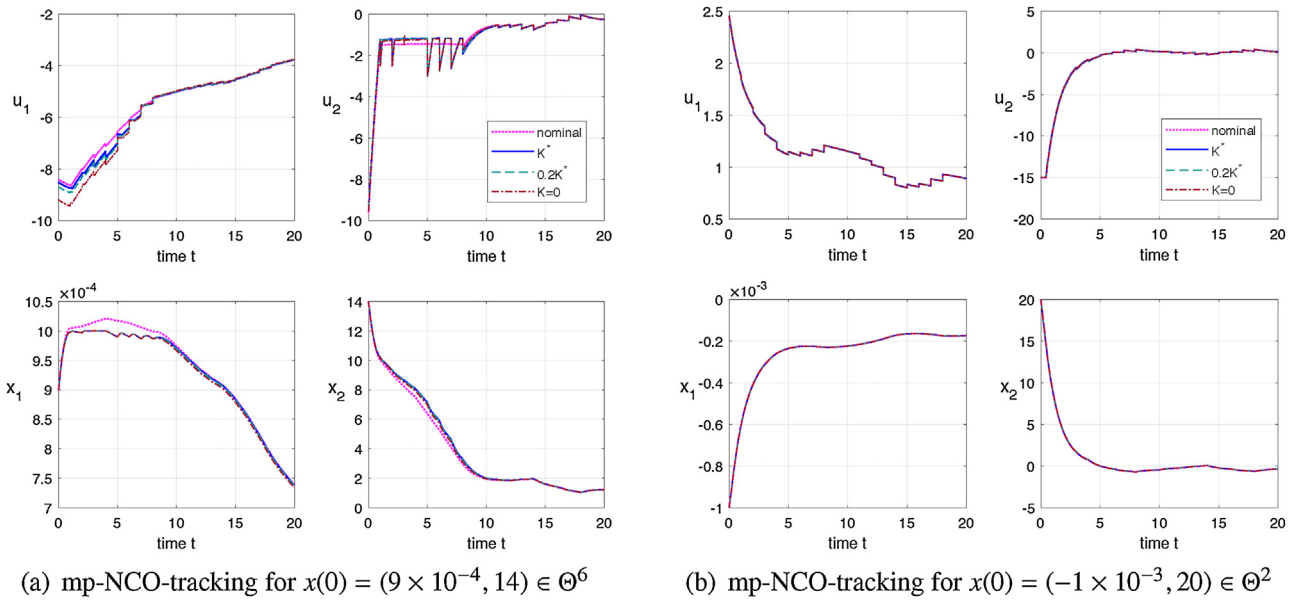 -2
-4
-6
-8
-10
u₁
0 5 10 15 20
time t
0
-2
-4
-6
-8
-10
u₂
nominal
K*
0.2K*
K=0
0 5 10 15 20
time t
×10⁻⁴
10.5
10
9.5
9
8.5
8
7.5
7
x₁
0 5 10 15 20
time t
14
12
10
8
6
4
2
0
x₂
0 5 10 15 20
time t
(a) mp-NCO-tracking for x(0) = (9 × 10⁻⁴, 14) ∈ Θ⁶
2.5
2
1.5
1
0.5
u₁
0 5 10 15 20
time t
5
0
-5
-10
-15
-20
u₂
nominal
K*
0.2K*
K=0
0 5 10 15 20
time t
×10⁻³
0
-0.2
-0.4
-0.6
-0.8
-1
x₁
0 5 10 15 20
time t
20
15
10
5
0
-5
x₂
0 5 10 15 20
time t
(b) mp-NCO-tracking for x(0) = (−1 × 10⁻³, 20) ∈ Θ²